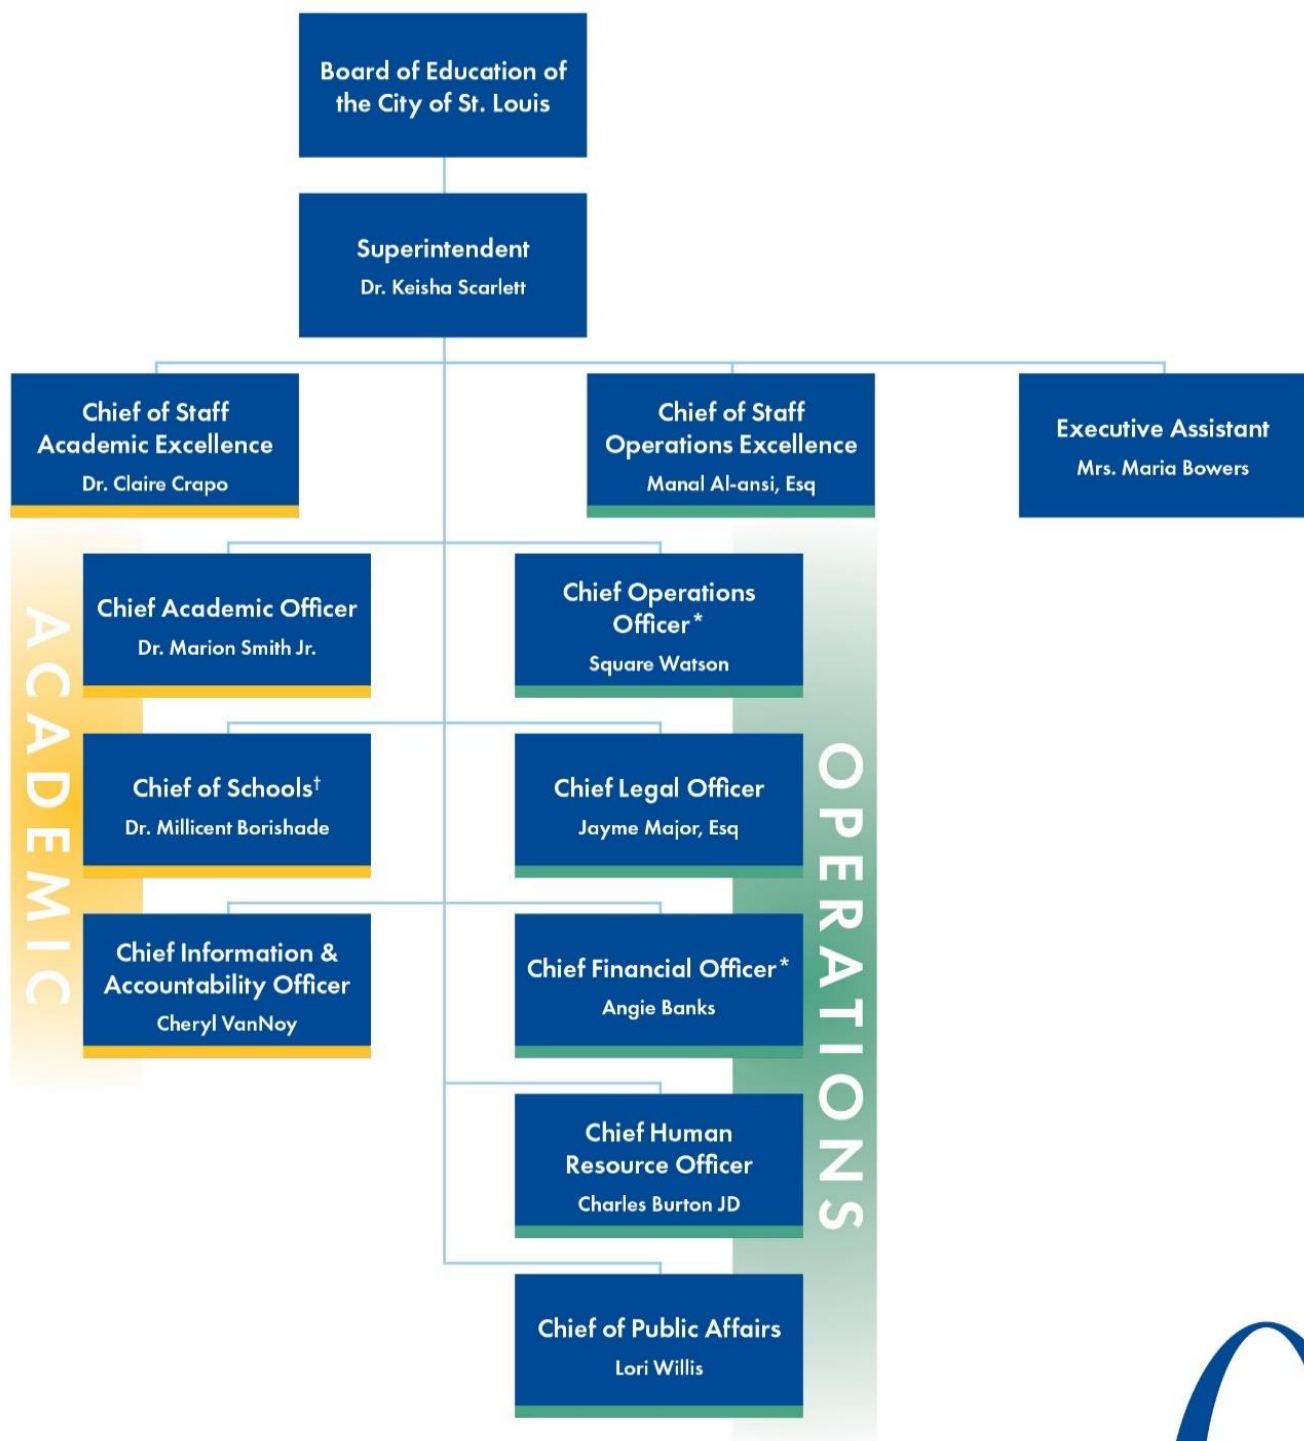 Board of Education of
the City of St. Louis
Superintendent
Dr. Keisha Scarlett
Chief of Staff
Academic Excellence
Dr. Claire Crapo
Chief of Staff
Operations Excellence
Manal Al-ansi, Esq
Executive Assistant
Mrs. Maria Bowers
ACADEMIC
OPERATIONS
Chief Academic Officer
Dr. Marion Smith Jr.
Chief Operations
Officer*
Square Watson
Chief of Schools†
Dr. Millicent Borishade
Chief Legal Officer
Jayme Major, Esq
Chief Information &
Accountability Officer
Cheryl VanNoy
Chief Financial Officer*
Angie Banks
Chief Human
Resource Officer
Charles Burton JD
Chief of Public Affairs
Lori Willis